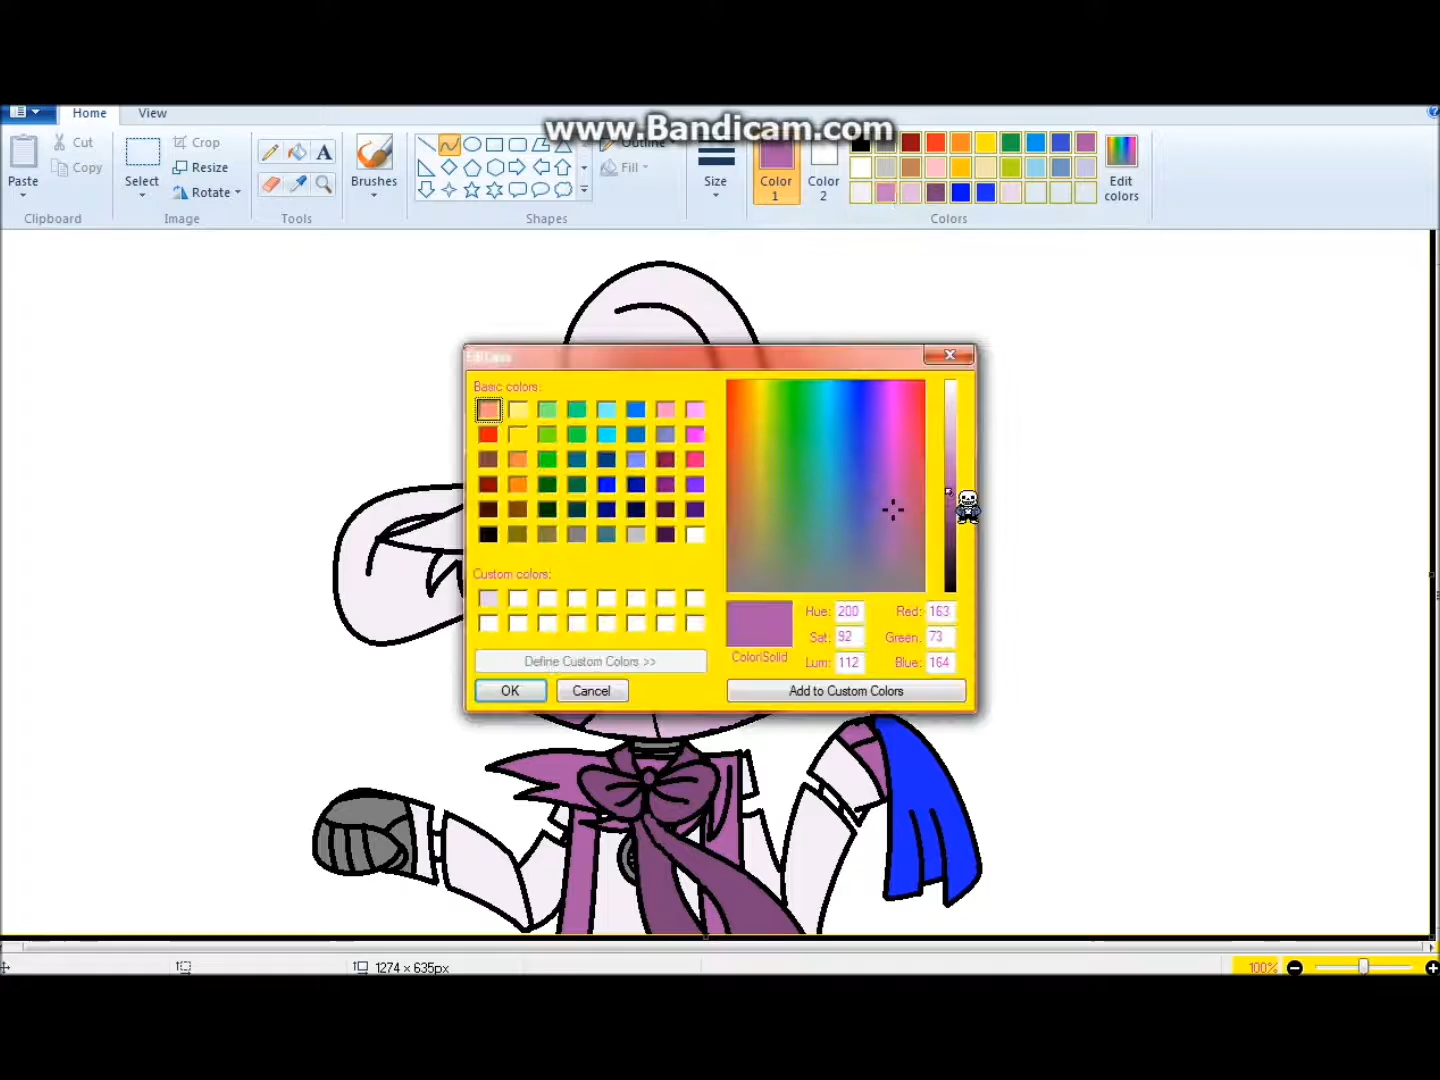 Home View
www.Bandicam.com
Paste
Cut
Copy
Clipboard
Select
Crop
Resize
Rotate
Image
A
Tools
Brushes
Outline
Fill
Shapes
Size
Color 1
Color 2
Edit colors
Colors
Basic colors:
Custom colors:
Define Custom Colors >>
OK Cancel
Color|Solid
Hue: 200 Red: 163
Sat: 92 Green: 73
Lum: 112 Blue: 164
Add to Custom Colors
1274 × 635px
100%